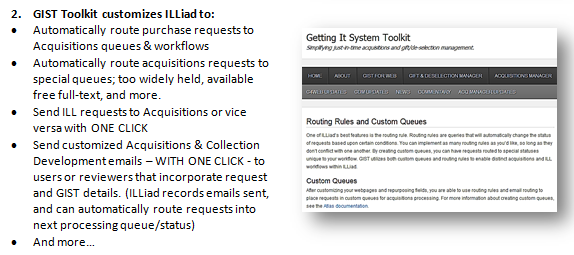 2. GIST Toolkit customizes ILLiad to:
• Automatically route purchase requests to
Acquisitions queues & workflows
• Automatically route acquisitions requests to
special queues; too widely held, available
free full-text, and more.
• Send ILL requests to Acquisitions or vice
versa with ONE CLICK
• Send customized Acquisitions & Collection
Development emails – WITH ONE CLICK - to
users or reviewers that incorporate request
and GIST details. (ILLiad records emails sent,
and can automatically route requests into
next processing queue/status)
• And more…
Getting It System Toolkit
Simplifying just-in-time acquisitions and gift/de-selection management.
HOME ABOUT GIST FOR WEB GIFT & DESELECTION MANAGER ACQUISITIONS MANAGER
G4W UPDATES GDM UPDATES NEWS COMMENTARY ACQ MANAGER UPDATES
Routing Rules and Custom Queues
One of ILLiad's best features is the routing rule. Routing rules are queries that will automatically change the status
of requests based upon certain conditions. You can implement as many routing rules as you'd like, so long as they
don't conflict with one another. By creating custom queues, you can have requests routed to special statuses
unique to your workflow. GIST utilizes both custom queues and routing rules to enable distinct acquisitions and ILL
workflows within ILLiad.
Custom Queues
After customizing your webpages and repurposing fields, you are able to use routing rules and email routing to
place requests in custom queues for acquisitions processing. For more information about creating custom queues,
see the Atlas documentation.